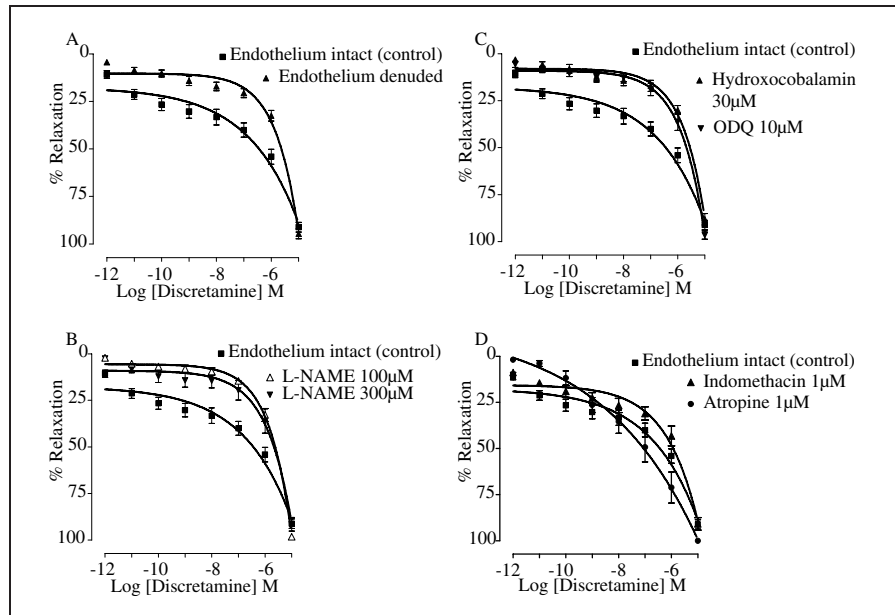 A
0
25
50
75
100
% Relaxation
Endothelium intact (control)
Endothelium denuded
-12
-10
-8
-6
Log [Discretamine] M
C
0
25
50
75
100
% Relaxation
Endothelium intact (control)
Hydroxocobalamin
30µM
ODQ 10µM
-12
-10
-8
-6
Log [Discretamine] M
B
0
25
50
75
100
% Relaxation
Endothelium intact (control)
L-NAME 100µM
L-NAME 300µM
-12
-10
-8
-6
Log [Discretamine] M
D
0
25
50
75
100
% Relaxation
Endothelium intact (control)
Indomethacin 1µM
Atropine 1µM
-12
-10
-8
-6
Log [Discretamine] M